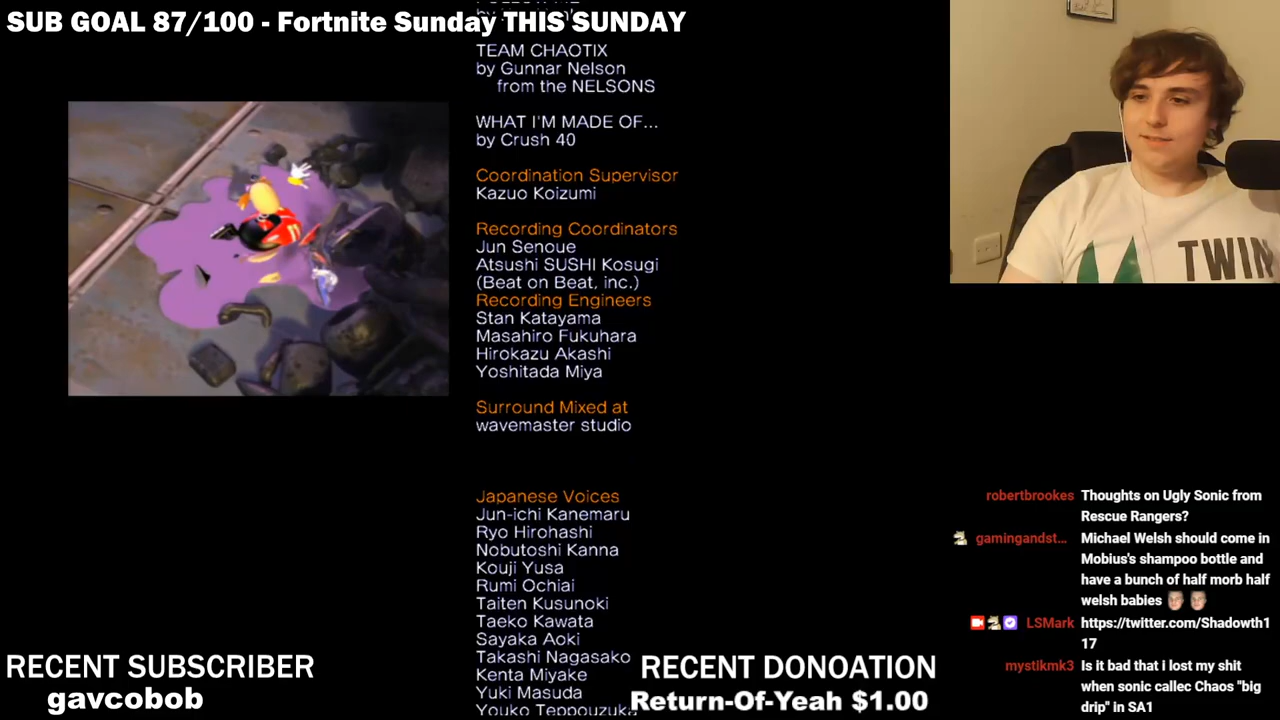 SUB GOAL 87/100 - Fortnite Sunday THIS SUNDAY
TEAM CHAOTIX
by Gunnar Nelson
from the NELSONS
WHAT I'M MADE OF...
by Crush 40
Coordination Supervisor
Kazuo Koizumi
Recording Coordinators
Jun Senoue
Atsushi SUSHI Kosugi
(Beat on Beat, inc.)
Recording Engineers
Stan Katayama
Masahiro Fukuhara
Hirokazu Akashi
Yoshitada Miya
Surround Mixed at
wavemaster studio
Japanese Voices
Jun-ichi Kanemaru
Ryo Hirohashi
Nobutoshi Kanna
Kouji Yusa
Rumi Ochiai
Taiten Kusunoki
Taeko Kawata
Sayaka Aoki
Takashi Nagasako
Kenta Miyake
Yuki Masuda
Youko Teppouzuka
TWIN
robertbrookes Thoughts on Ugly Sonic from
Rescue Rangers?
gamingandst... Michael Welsh should come in
Mobius's shampoo bottle and
have a bunch of half morb half
welsh babies
LSMark https://twitter.com/Shadowth1
17
mystikmk3 Is it bad that i lost my shit
when sonic callec Chaos "big
drip" in SA1
RECENT SUBSCRIBER
gavcobob
RECENT DONOATION
Return-Of-Yeah $1.00